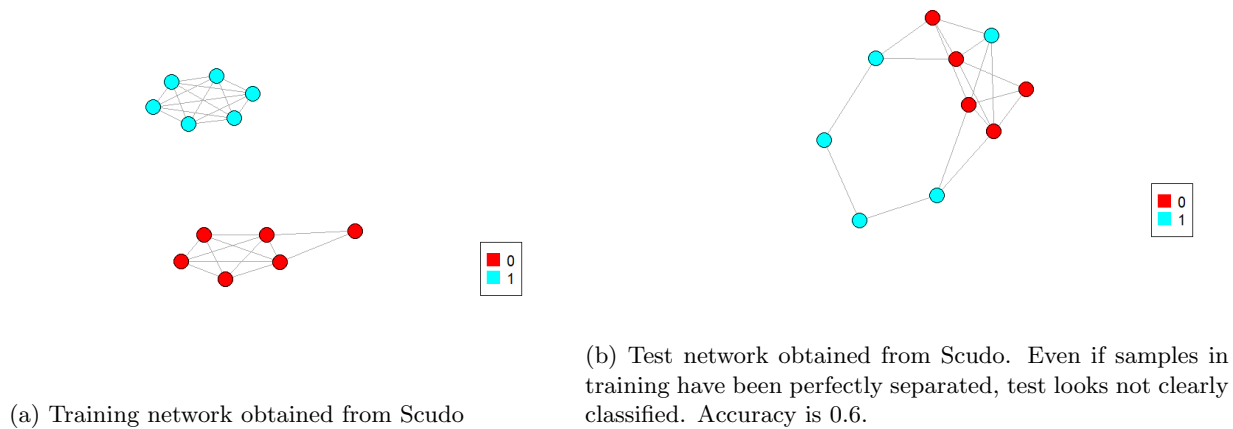 0
1
(a) Training network obtained from Scudo
0
1
(b) Test network obtained from Scudo. Even if samples in
training have been perfectly separated, test looks not clearly
classified. Accuracy is 0.6.